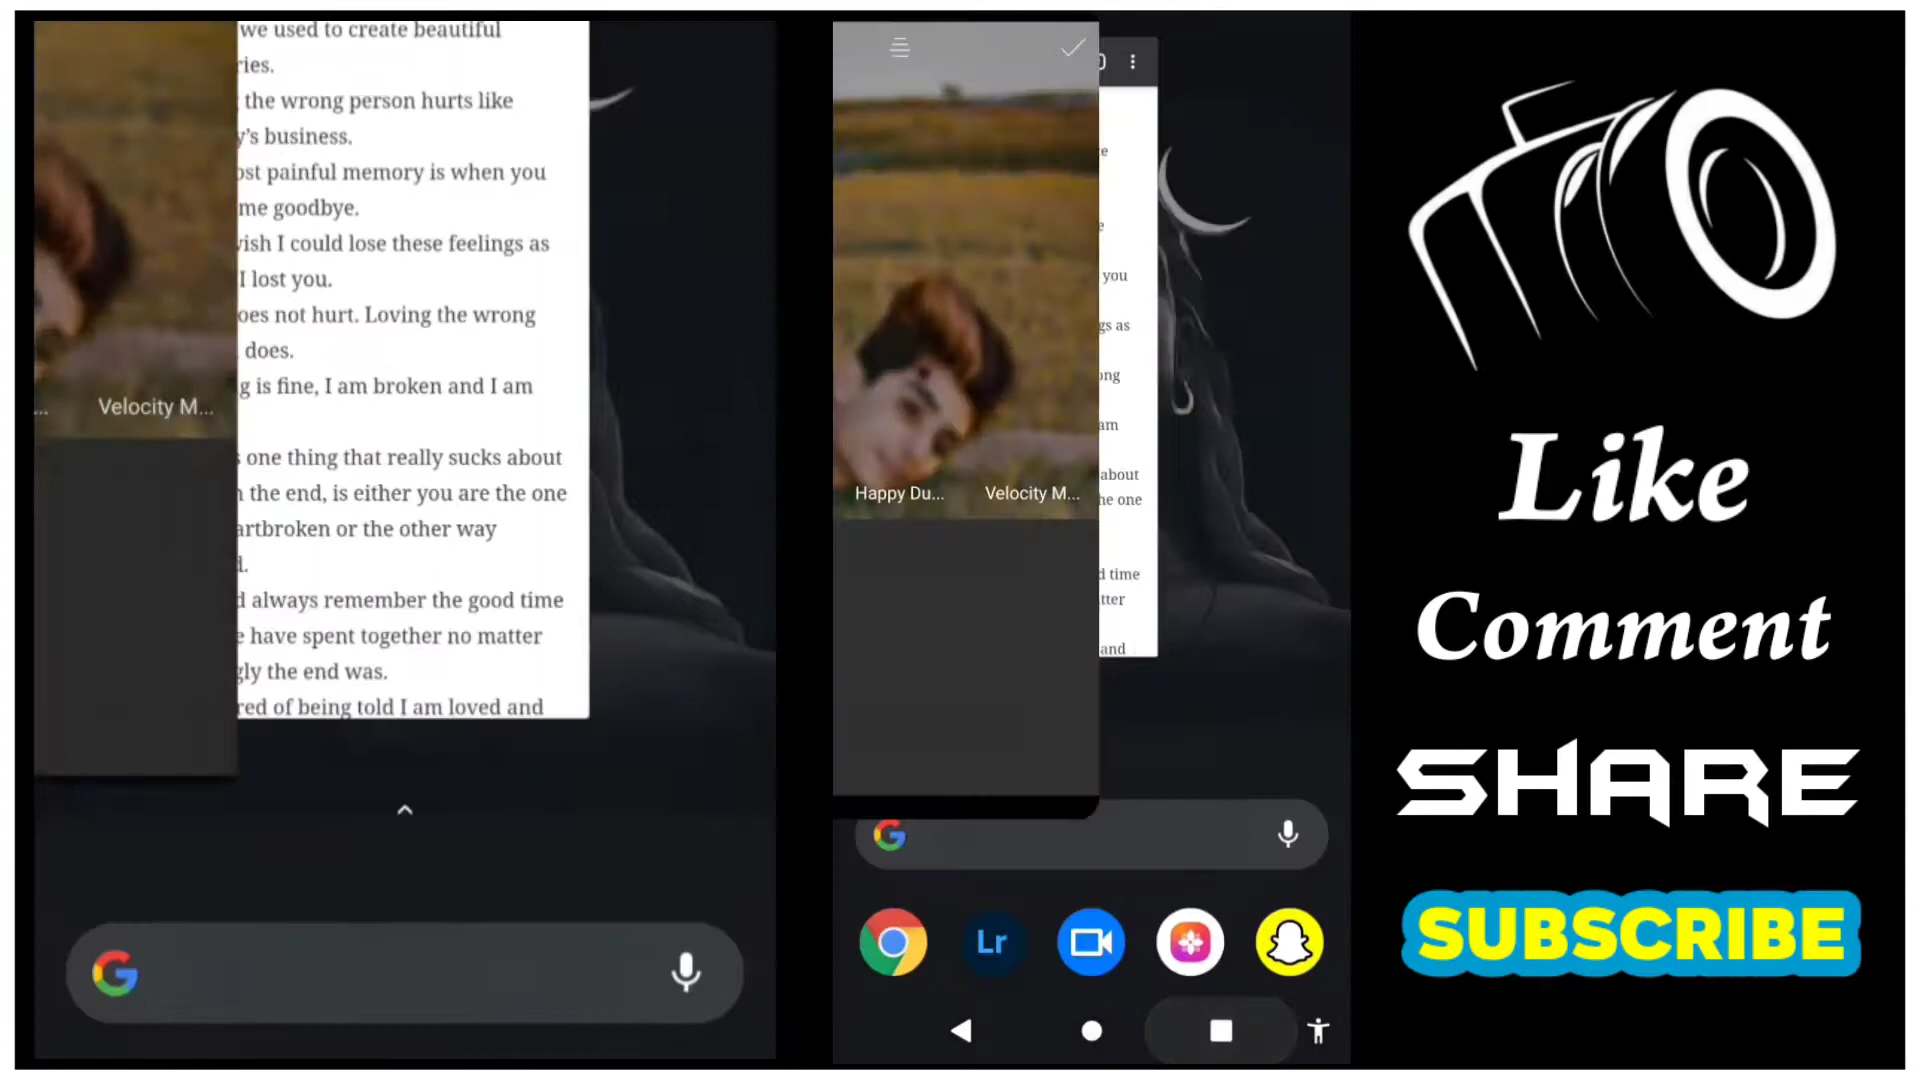 we used to create beautiful
ries.
the wrong person hurts like
y's business.
ost painful memory is when you
me goodbye.
vish I could lose these feelings as
I lost you.
oes not hurt. Loving the wrong
does.
g is fine, I am broken and I am
one thing that really sucks about
n the end, is either you are the one
artbroken or the other way
d.
d always remember the good time
e have spent together no matter
gly the end was.
red of being told I am loved and
... Velocity M...
e
e
you
gs as
ong
am
about
he one
d time
tter
and
Happy Du... Velocity M...
Lr
Like
Comment
SHARE
SUBSCRIBE